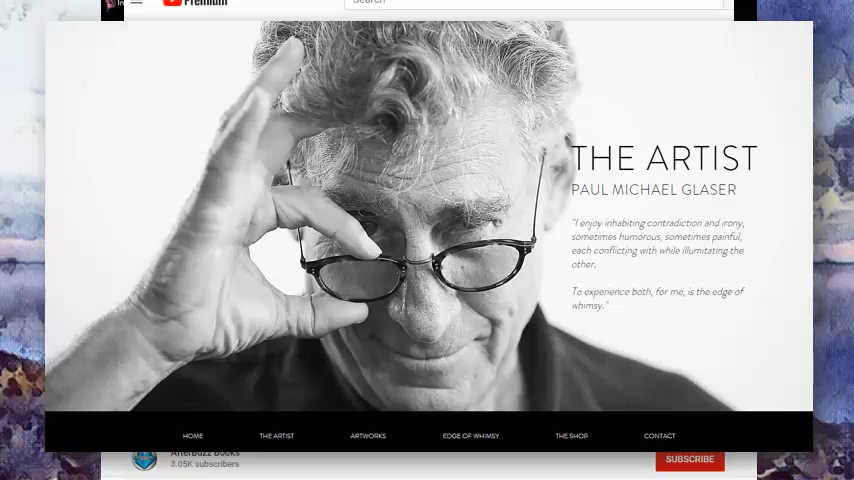 Premium
Search
THE ARTIST
PAUL MICHAEL GLASER
"I enjoy inhabiting contradiction and irony,
sometimes humorous, sometimes painful,
each conflicting with while illumitating the
other.
To experience both, for me, is the edge of
whimsy."
HOME THE ARTIST ARTWORKS EDGE OF WHIMSY THE SHOP CONTACT
AfterBuzz Books
3.05K subscribers
SUBSCRIBE